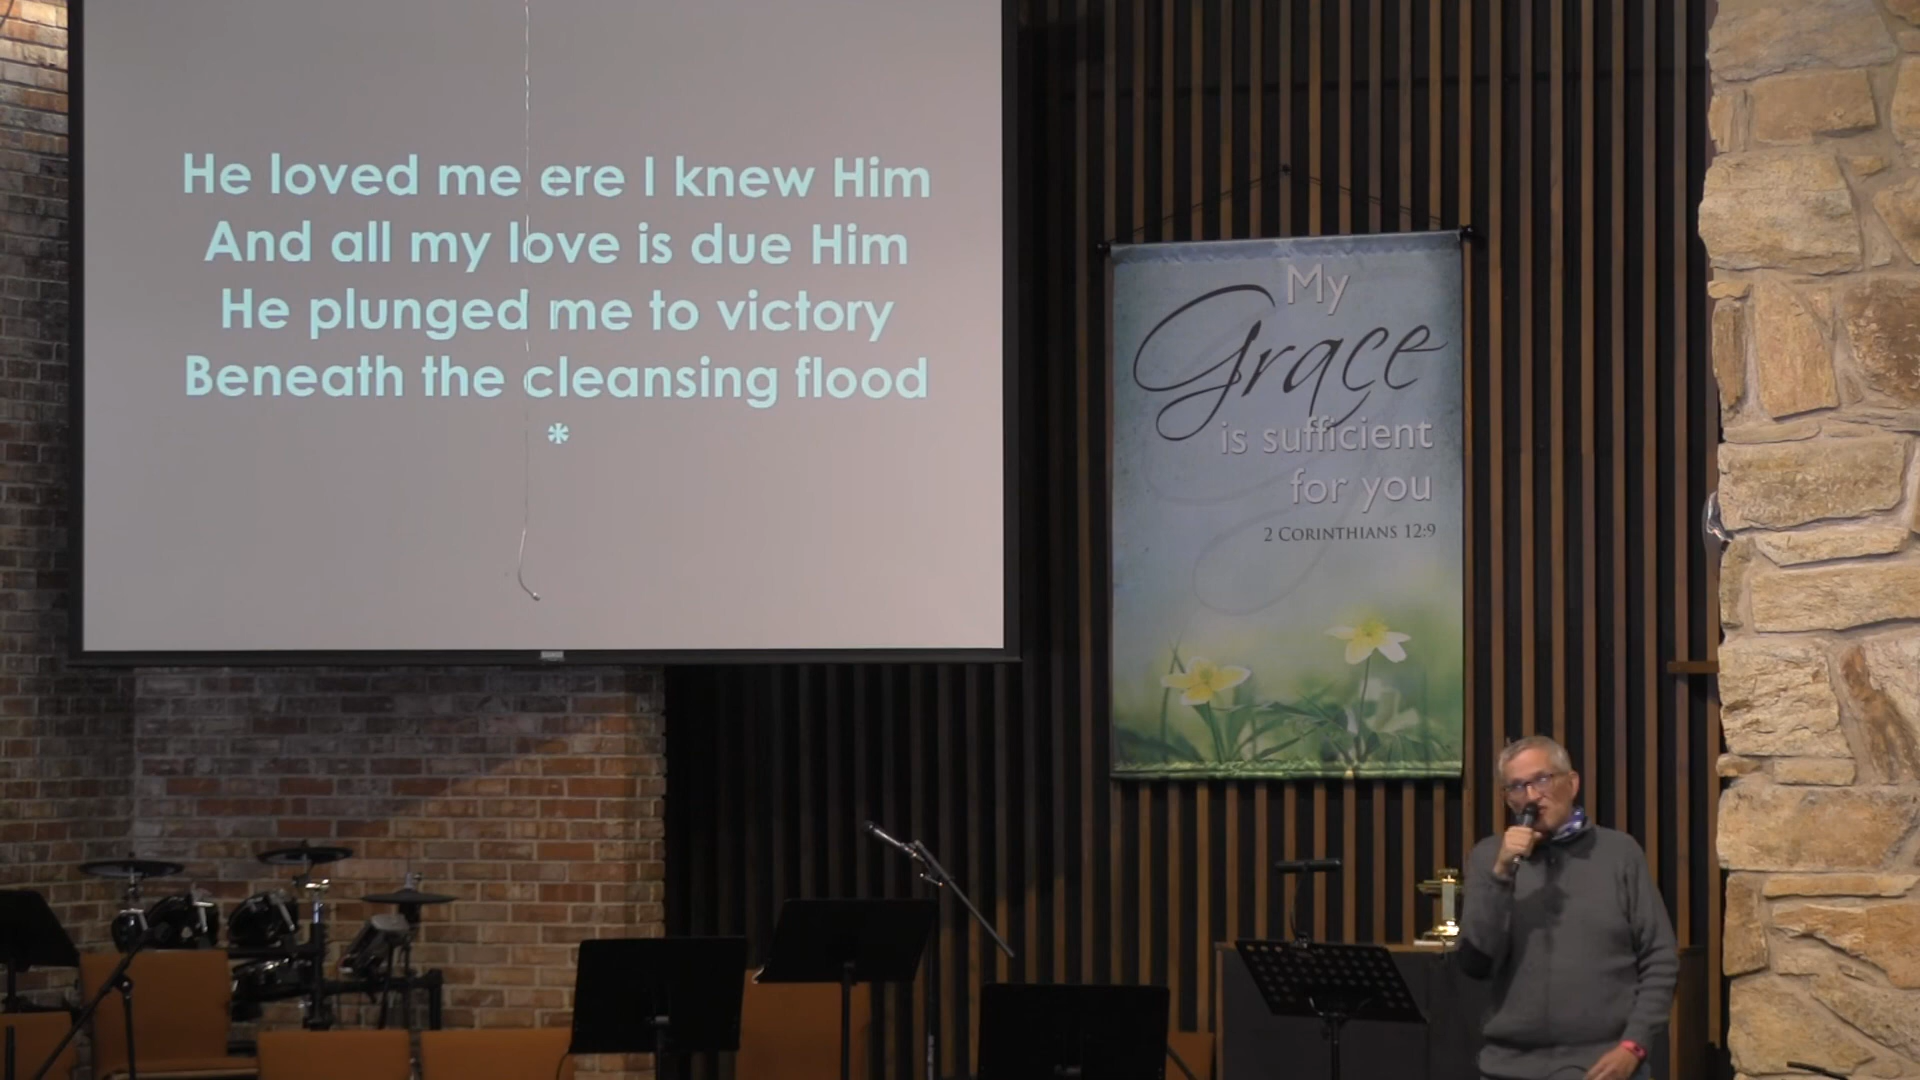 He loved me ere I knew Him
And all my love is due Him
He plunged me to victory
Beneath the cleansing flood
*
My
Grace
is sufficient
for you
2 CORINTHIANS 12:9